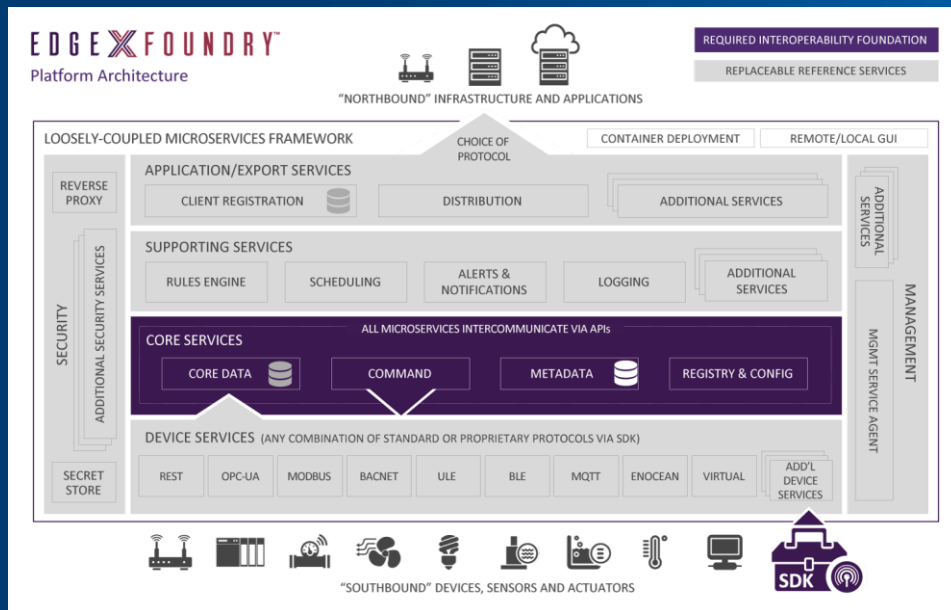 EDGE X FOUNDRY™
Platform Architecture
REQUIRED INTEROPERABILITY FOUNDATION
REPLACEABLE REFERENCE SERVICES
"NORTHBOUND" INFRASTRUCTURE AND APPLICATIONS
LOOSELY-COUPLED MICROSERVICES FRAMEWORK
CHOICE OF
PROTOCOL
CONTAINER DEPLOYMENT
REMOTE/LOCAL GUI
SECURITY
REVERSE
PROXY
ADDITIONAL SECURITY SERVICES
SECRET
STORE
APPLICATION/EXPORT SERVICES
CLIENT REGISTRATION
DISTRIBUTION
ADDITIONAL SERVICES
SUPPORTING SERVICES
RULES ENGINE
SCHEDULING
ALERTS &
NOTIFICATIONS
LOGGING
ADDITIONAL
SERVICES
ALL MICROSERVICES INTERCOMMUNICATE VIA APIs
CORE SERVICES
CORE DATA
COMMAND
METADATA
REGISTRY & CONFIG
DEVICE SERVICES (ANY COMBINATION OF STANDARD OR PROPRIETARY PROTOCOLS VIA SDK)
REST
OPC-UA
MODBUS
BACNET
ULE
BLE
MQTT
ENOCEAN
VIRTUAL
ADD'L
DEVICE
SERVICES
ADDITIONAL
SERVICES
MANAGEMENT
MGMT SERVICE AGENT
SDK
"SOUTHBOUND" DEVICES, SENSORS AND ACTUATORS